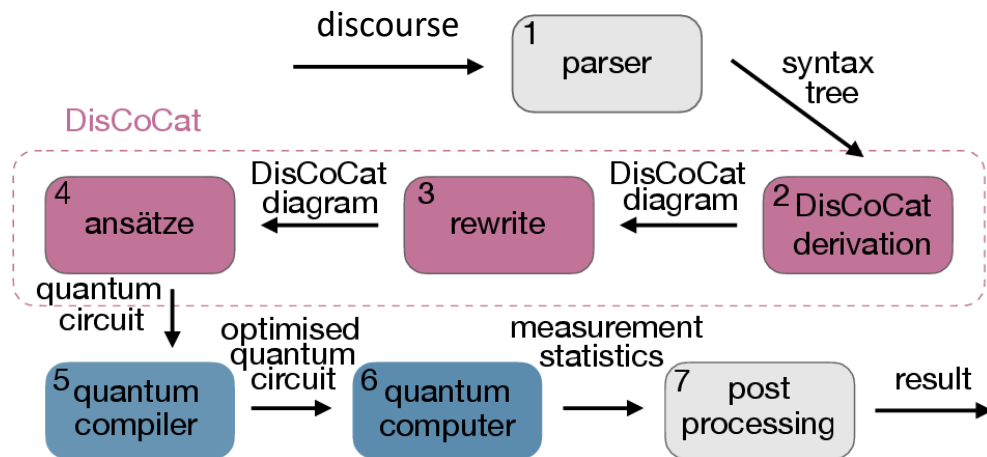 discourse
1
parser
syntax
tree
DisCoCat
4
ansätze
DisCoCat
diagram
3
rewrite
DisCoCat
diagram
2
DisCoCat
derivation
quantum
circuit
optimised
quantum
circuit
measurement
statistics
5
quantum
compiler
6
quantum
computer
7
post
processing
result